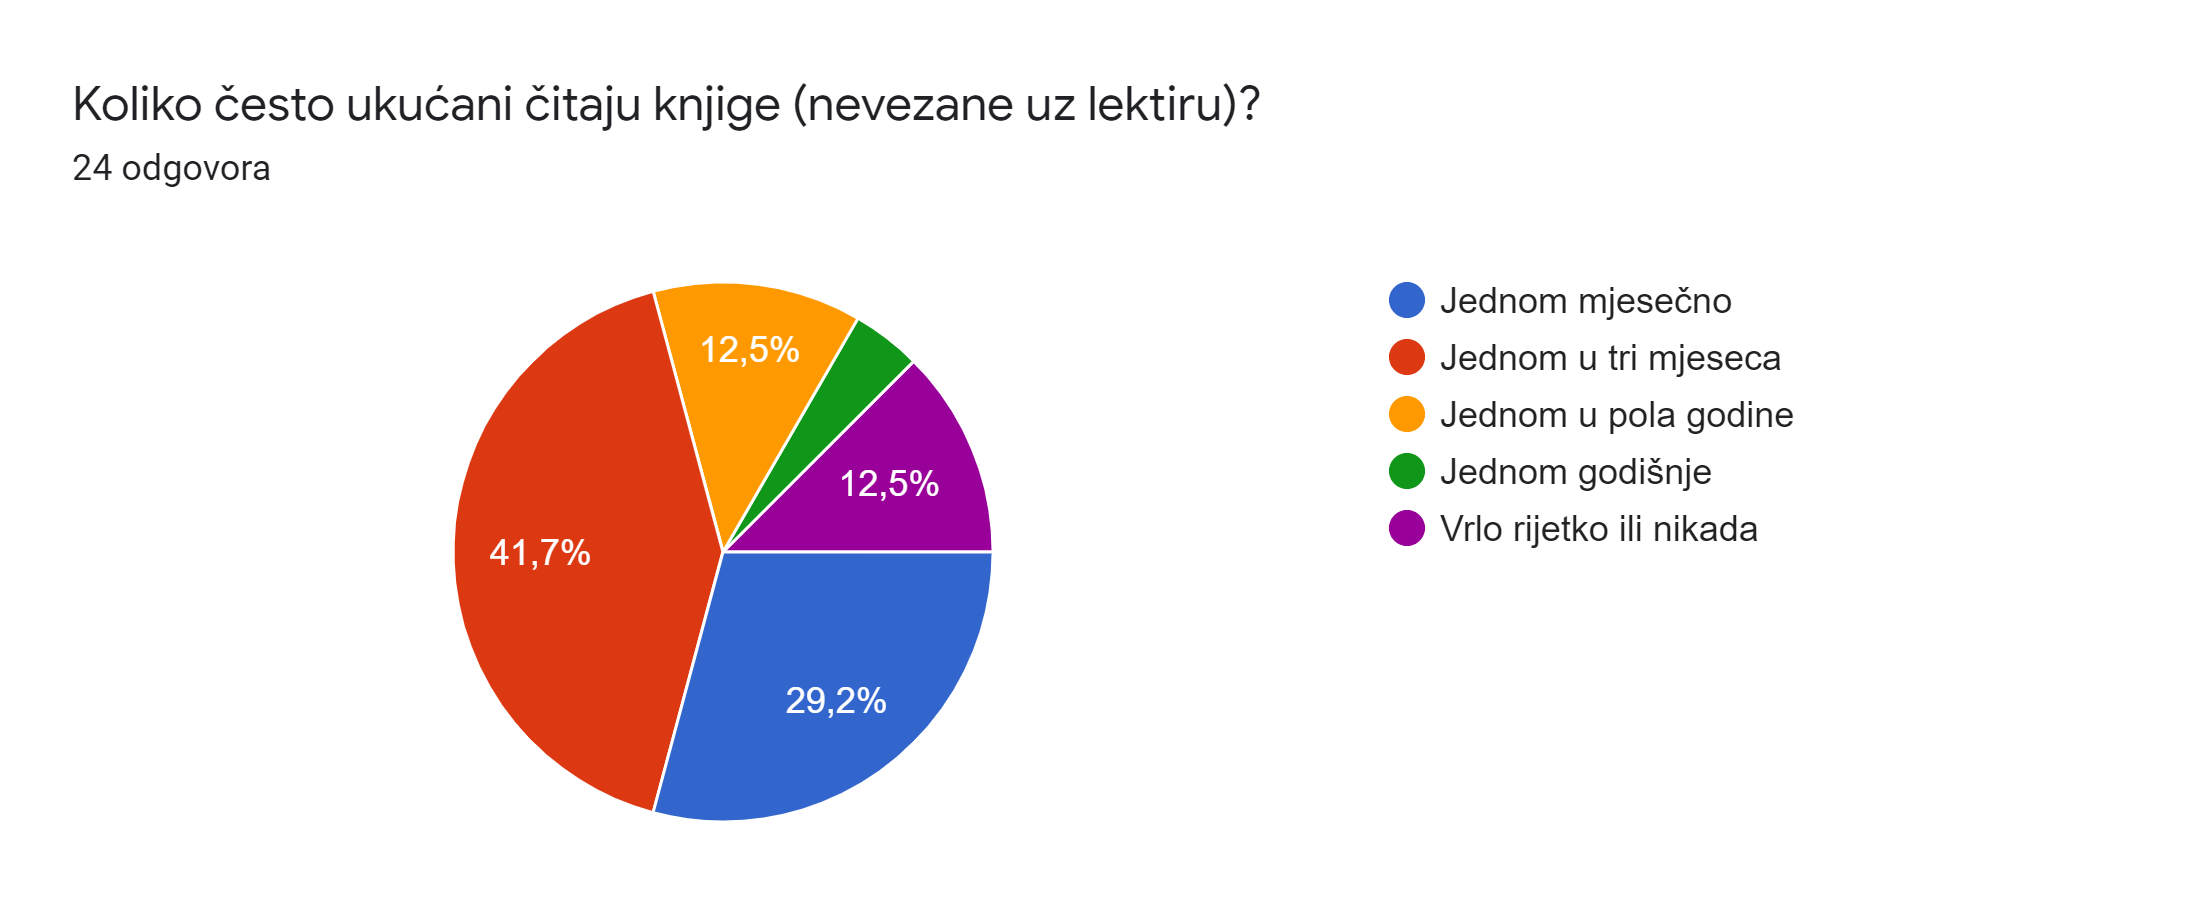 Koliko često ukućani čitaju knjige (nevezane uz lektiru)?
24 odgovora
12,5%
12,5%
41,7%
29,2%
Jednom mjesečno
Jednom u tri mjeseca
Jednom u pola godine
Jednom godišnje
Vrlo rijetko ili nikada